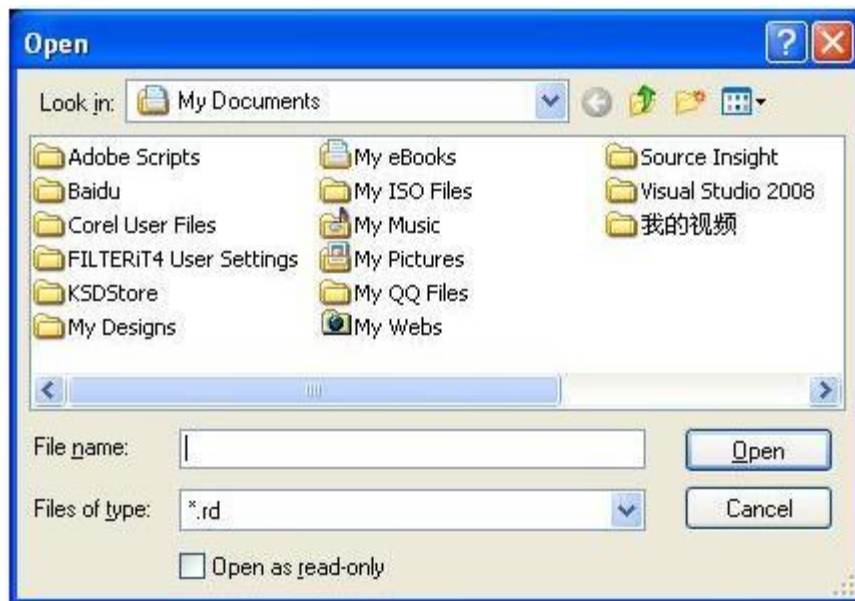 Open
Look in: My Documents
Adobe Scripts
Baidu
Corel User Files
FILTERiT4 User Settings
KSDStore
My Designs
My eBooks
My ISO Files
My Music
My Pictures
My QQ Files
My Webs
Source Insight
Visual Studio 2008
我的视频
File name:
Open
Files of type: *.rd
Cancel
Open as read-only